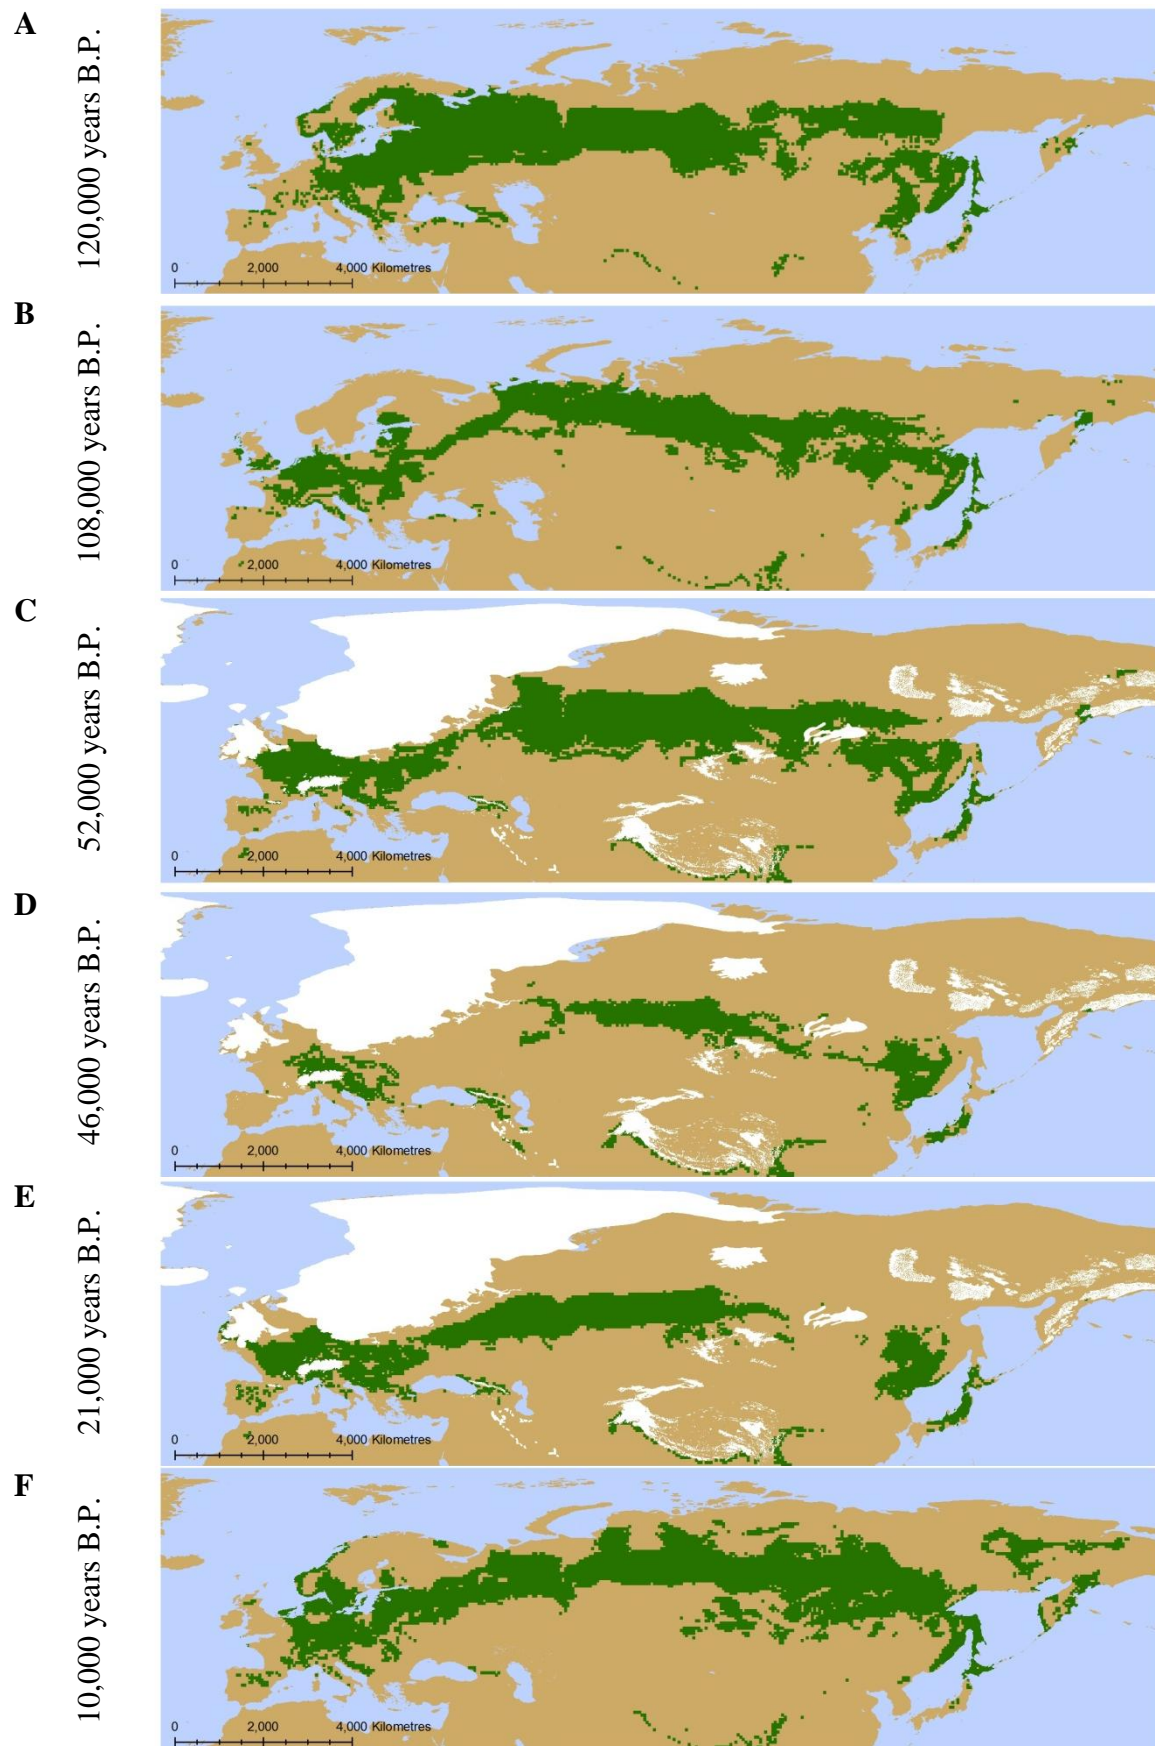 A
120,000 years B.P.
0 2,000 4,000 Kilometres
B
108,000 years B.P.
0 2,000 4,000 Kilometres
C
52,000 years B.P.
0 2,000 4,000 Kilometres
D
46,000 years B.P.
0 2,000 4,000 Kilometres
E
21,000 years B.P.
0 2,000 4,000 Kilometres
F
10,000 years B.P.
0 2,000 4,000 Kilometres